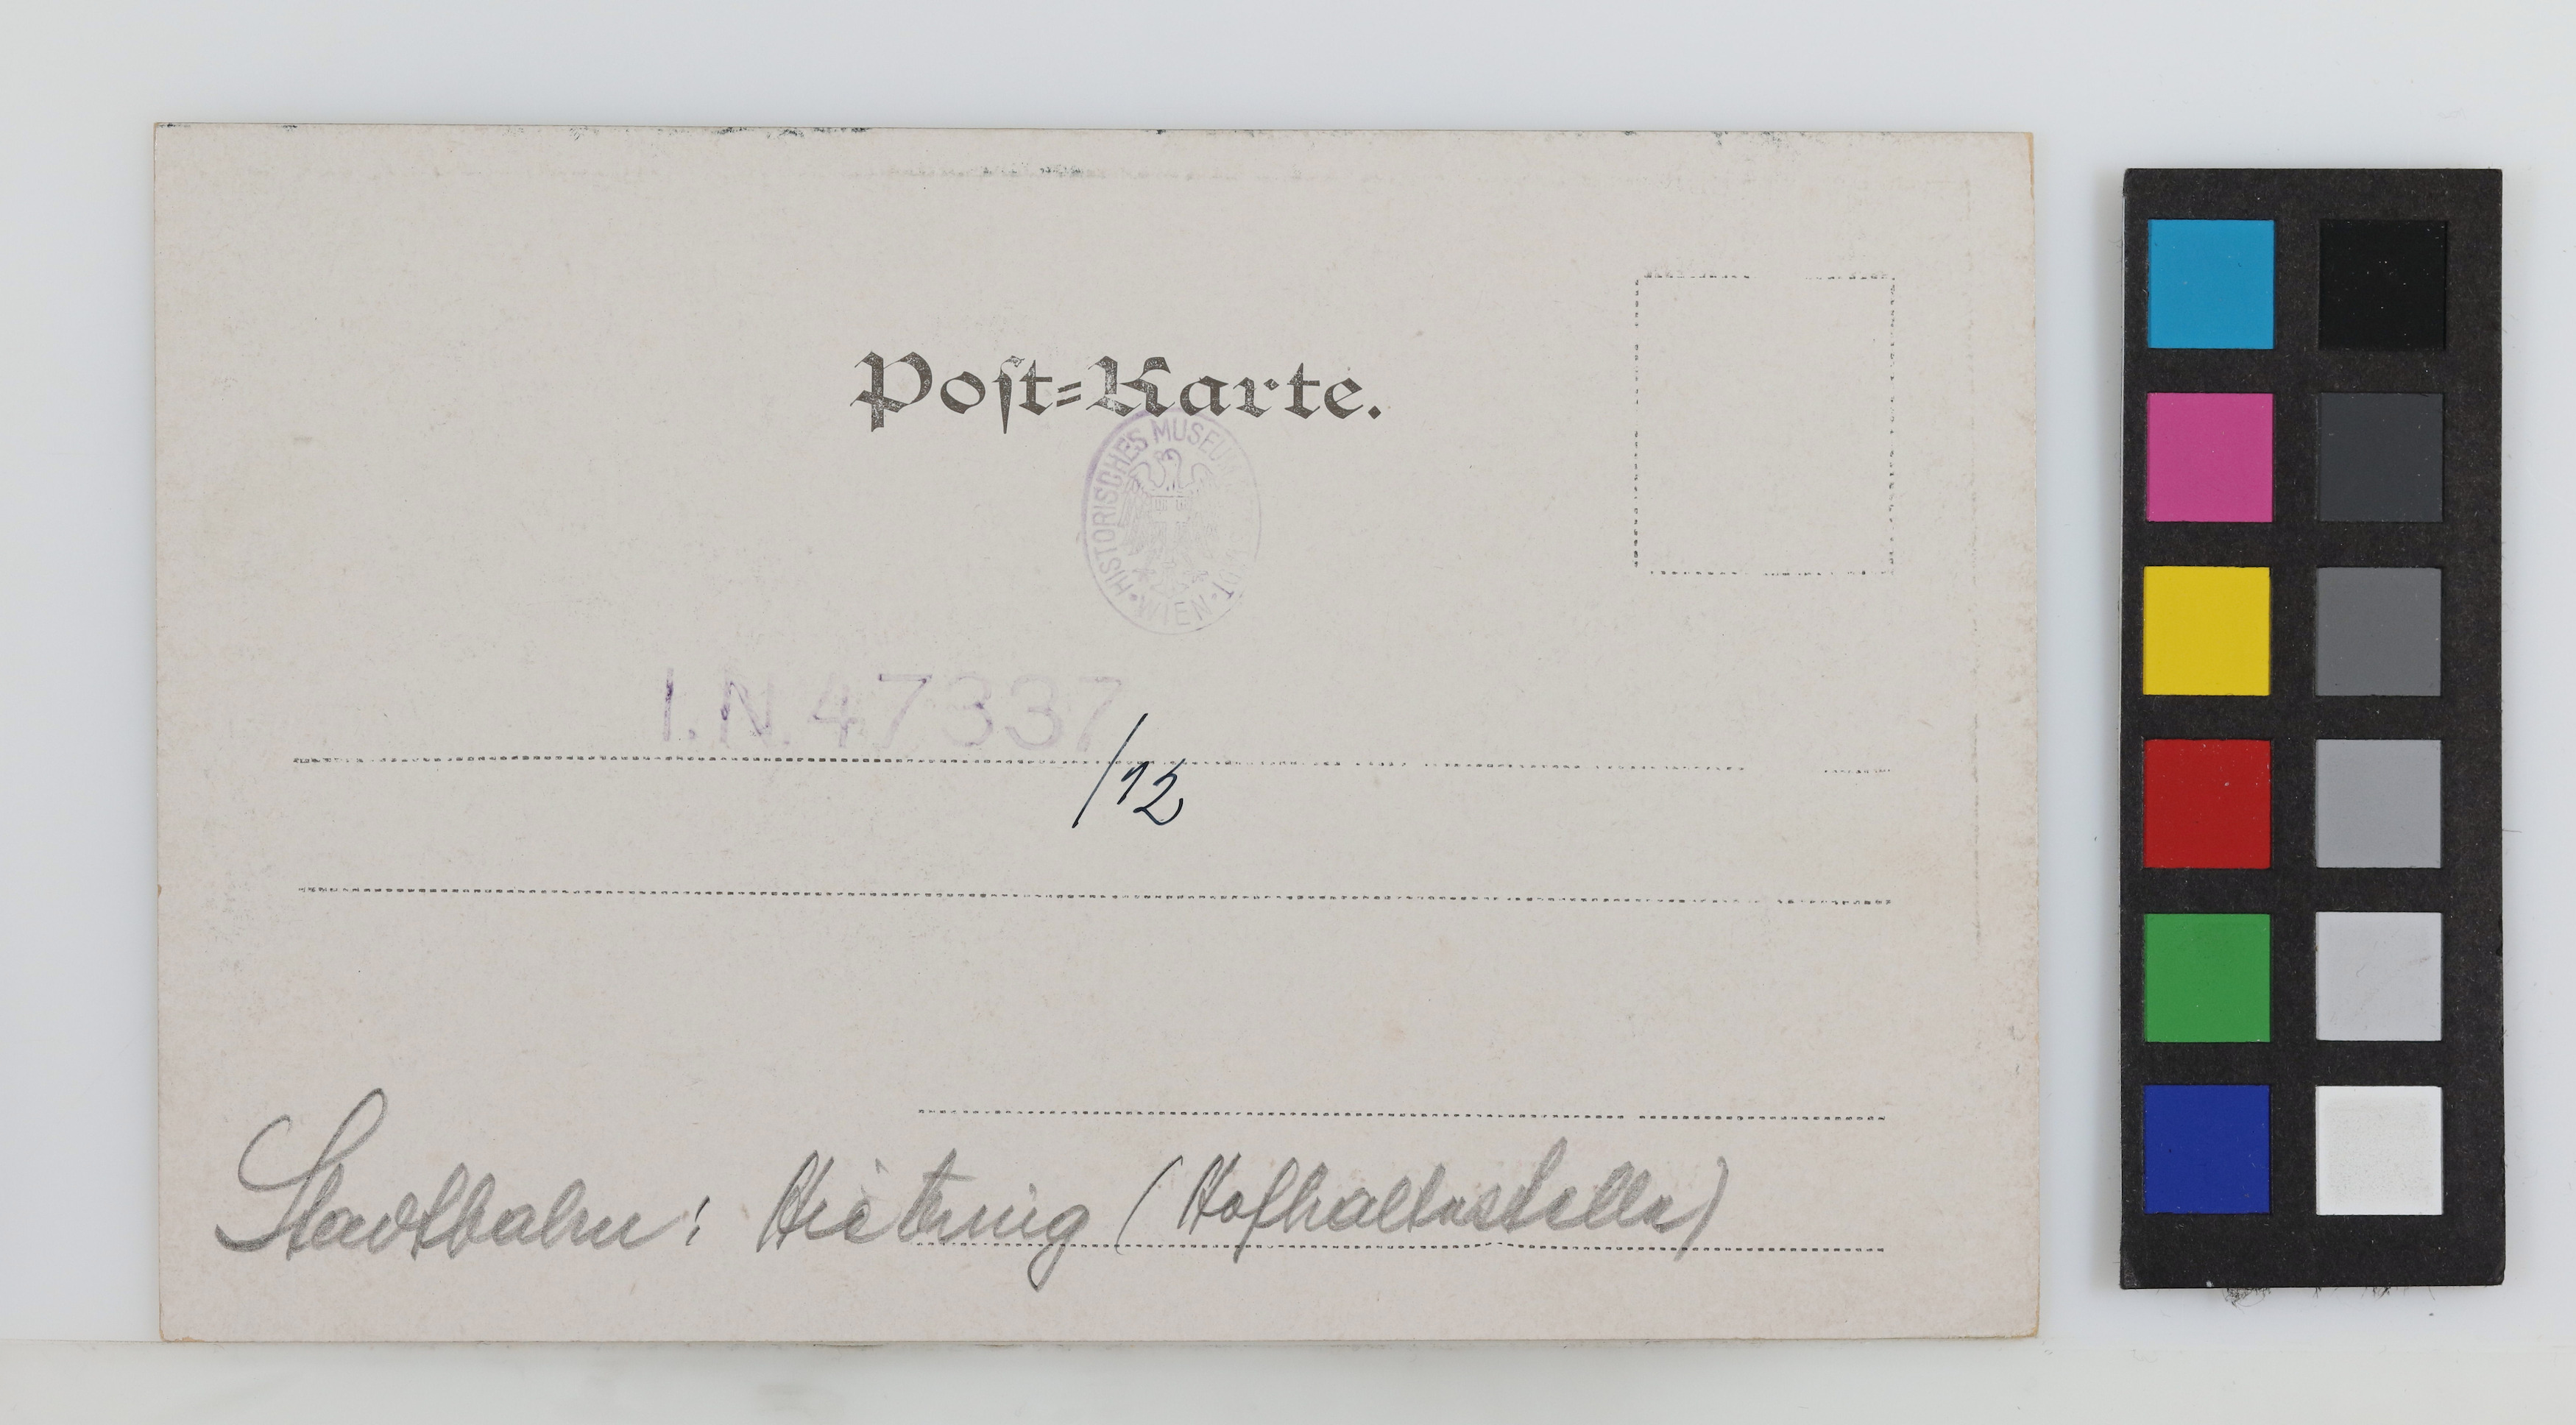 Post=Karte.
HISTORISCHES MUSEUM
WIEN
I.N. 47337
/12
Stadtbahn: Hietzing (Hofhaltestelle)